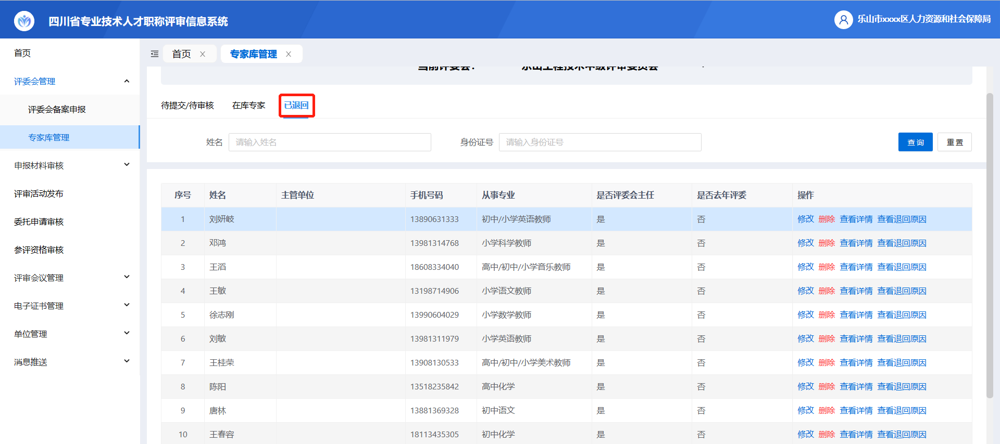 四川省专业技术人才职称评审信息系统
乐山市xxxx区人力资源和社会保障局
首页
评委会管理
评委会备案申报
专家库管理
申报材料审核
评审活动发布
委托申请审核
参评资格审核
评审会议管理
电子证书管理
单位管理
消息推送
首页 专家库管理
当前评委会： 乐山工程技术中级评审委员会
待提交/待审核 在库专家 已退回
姓名 请输入姓名 身份证号 请输入身份证号 查询 重置
序号 姓名 主管单位 手机号码 从事专业 是否评委会主任 是否去年评委 操作
1 刘妍岐 13890631333 初中/小学英语教师 是 否 修改 删除 查看详情 查看退回原因
2 邓鸿 13981314768 小学科学教师 是 否 修改 删除 查看详情 查看退回原因
3 王滔 18608334040 高中/初中/小学音乐教师 是 否 修改 删除 查看详情 查看退回原因
4 王敏 13198714906 小学语文教师 是 否 修改 删除 查看详情 查看退回原因
5 徐志刚 13990604029 小学数学教师 是 否 修改 删除 查看详情 查看退回原因
6 刘敏 13981311979 小学英语教师 是 否 修改 删除 查看详情 查看退回原因
7 王桂荣 13908130533 高中/初中/小学美术教师 是 否 修改 删除 查看详情 查看退回原因
8 陈阳 13518235842 高中化学 是 否 修改 删除 查看详情 查看退回原因
9 唐林 13881369328 初中语文 是 否 修改 删除 查看详情 查看退回原因
10 王春容 18113435305 初中化学 是 否 修改 删除 查看详情 查看退回原因